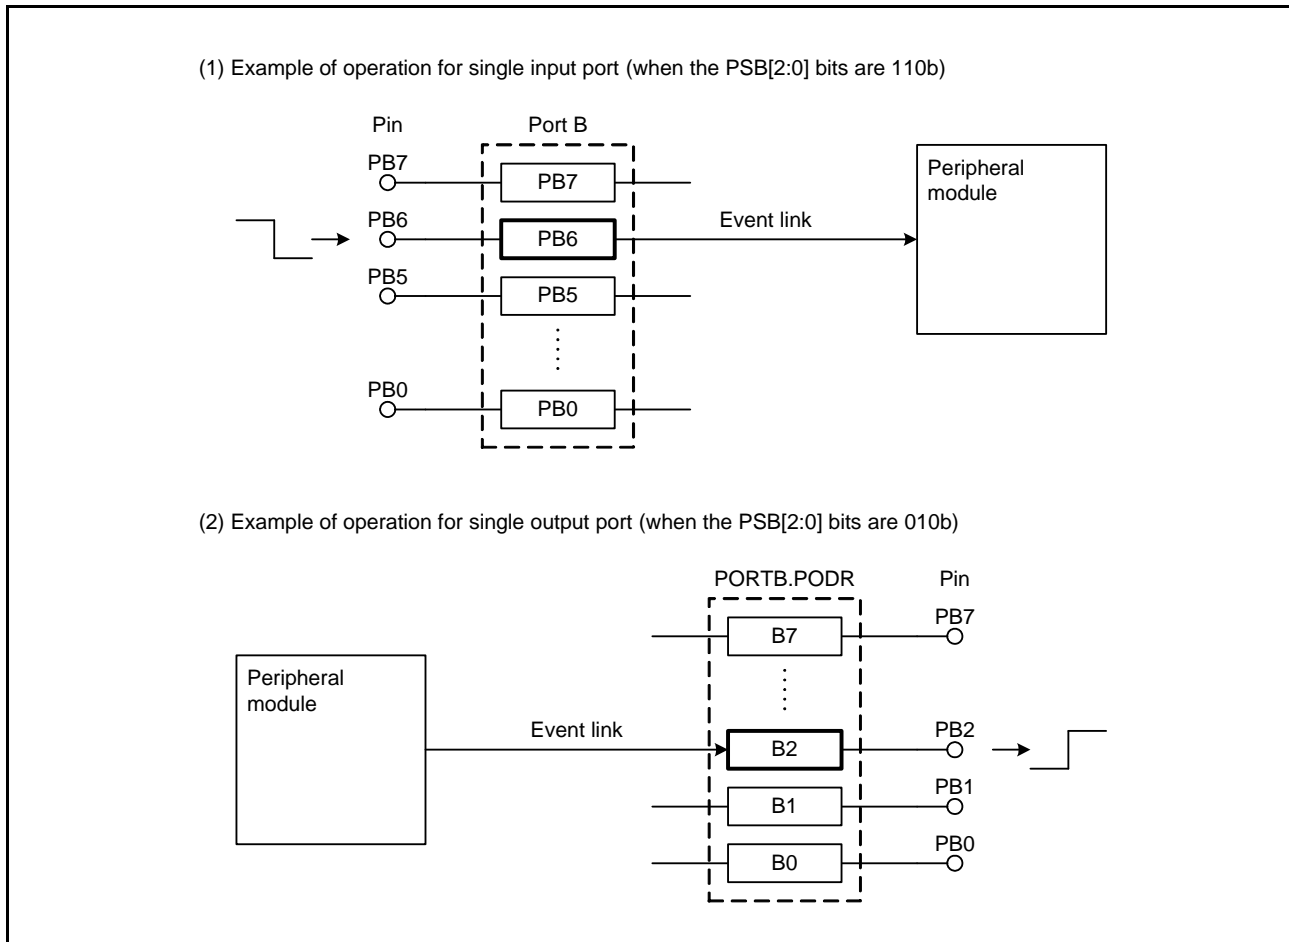 (1) Example of operation for single input port (when the PSB[2:0] bits are 110b)
Pin
Port B
PB7
PB7
Peripheral
module
PB6
PB6
Event link
PB5
PB5
PB0
PB0
(2) Example of operation for single output port (when the PSB[2:0] bits are 010b)
PORTB.PODR
Pin
B7
PB7
Peripheral
module
Event link
B2
PB2
B1
PB1
B0
PB0